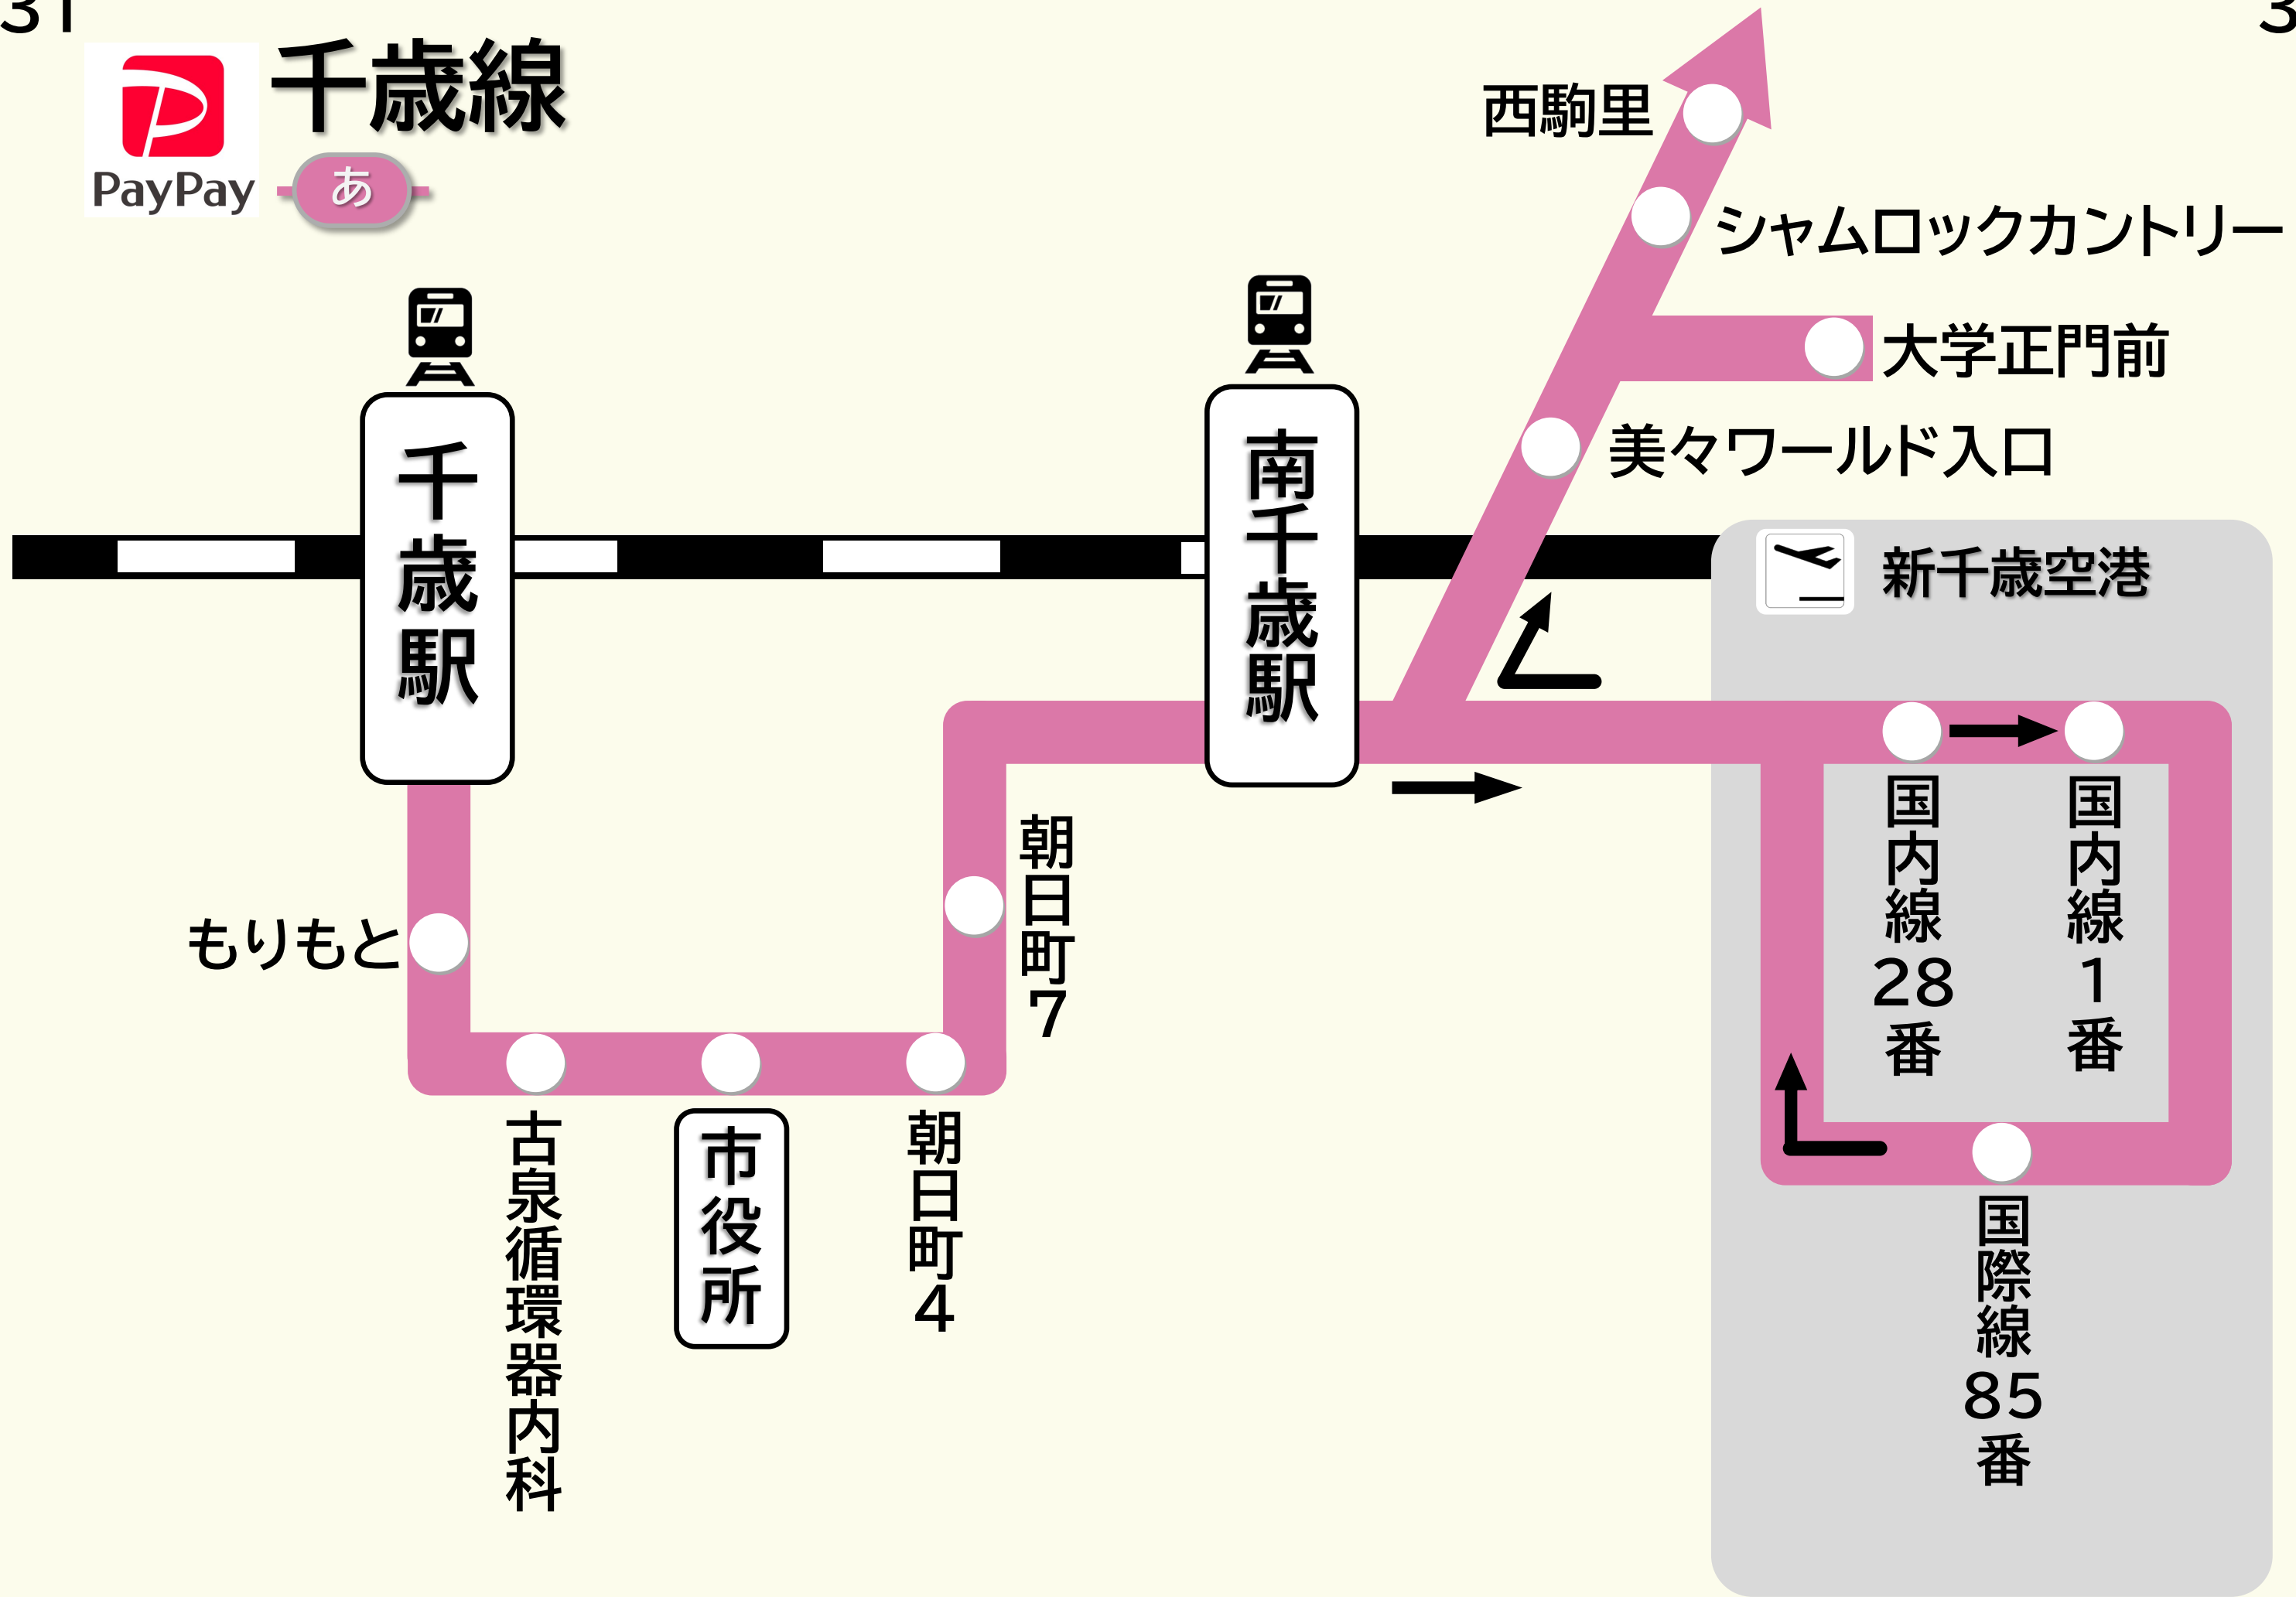 31
3
PayPay
千歳線
あ
西駒里
シャムロックカントリー
大学正門前
美々ワールド入口
千歳駅
南千歳駅
新千歳空港
もりもと
朝日町7
国内線28番
国内線1番
古泉循環器内科
市役所
朝日町4
国際線85番